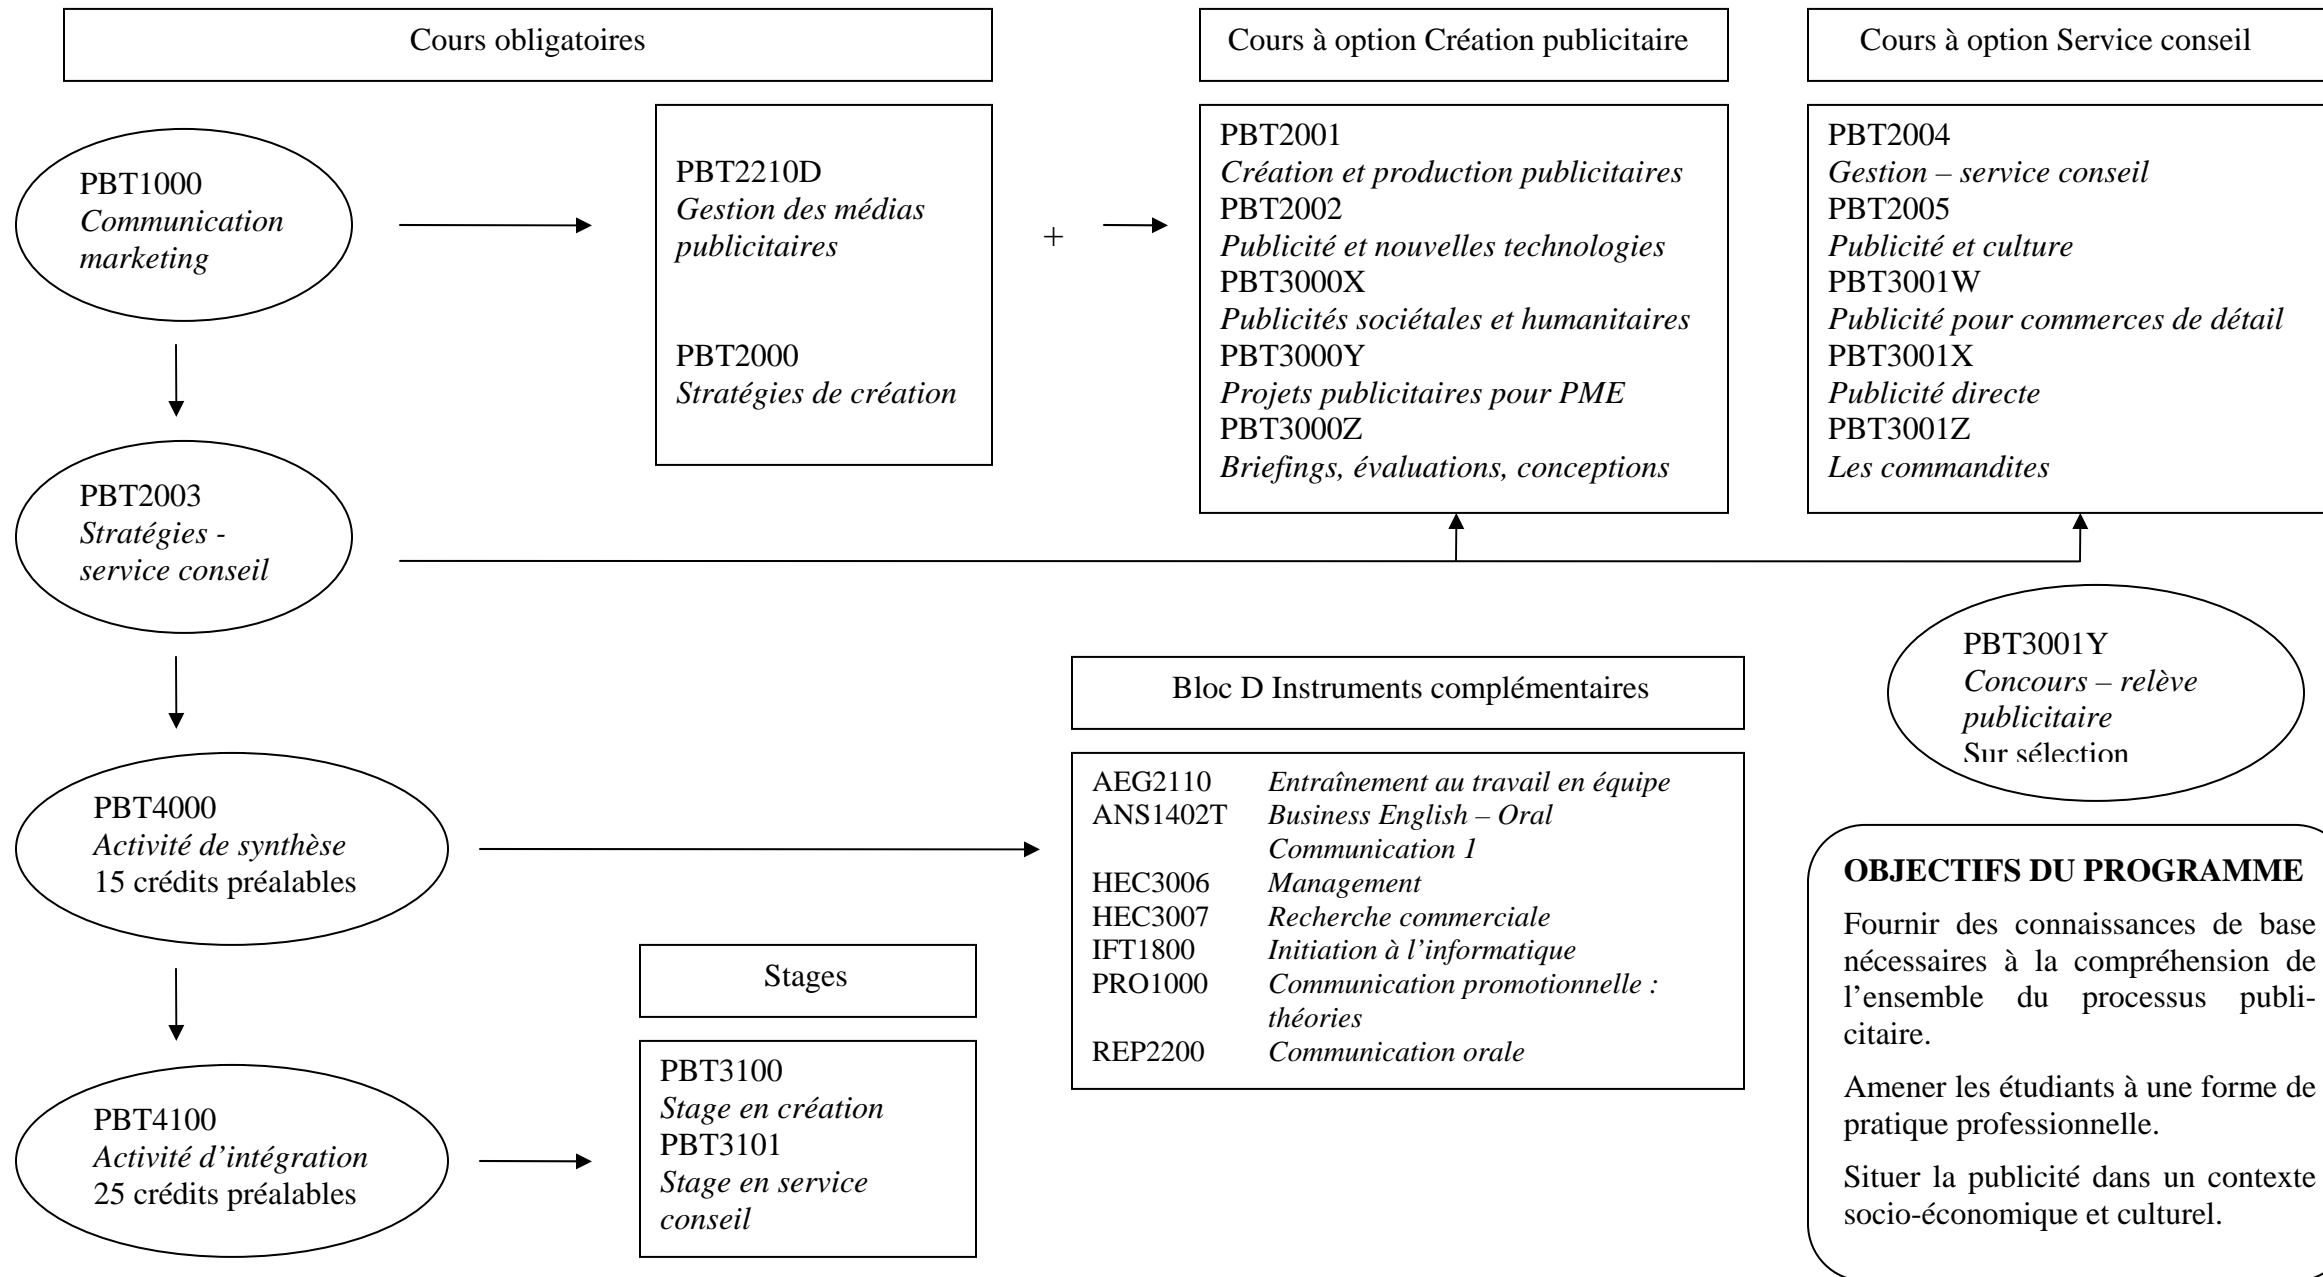 Cours obligatoires
PBT1000
Communication
marketing
PBT2210D
Gestion des médias
publicitaires
PBT2000
Stratégies de création
+
Cours à option Création publicitaire
PBT2001
Création et production publicitaires
PBT2002
Publicité et nouvelles technologies
PBT3000X
Publicités sociétales et humanitaires
PBT3000Y
Projets publicitaires pour PME
PBT3000Z
Briefings, évaluations, conceptions
Cours à option Service conseil
PBT2004
Gestion – service conseil
PBT2005
Publicité et culture
PBT3001W
Publicité pour commerces de détail
PBT3001X
Publicité directe
PBT3001Z
Les commandites
PBT2003
Stratégies -
service conseil
PBT3001Y
Concours – relève
publicitaire
Sur sélection
PBT4000
Activité de synthèse
15 crédits préalables
Bloc D Instruments complémentaires
AEG2110 Entraînement au travail en équipe
ANS1402T Business English – Oral
Communication 1
HEC3006 Management
HEC3007 Recherche commerciale
IFT1800 Initiation à l’informatique
PRO1000 Communication promotionnelle :
théories
REP2200 Communication orale
PBT4100
Activité d’intégration
25 crédits préalables
Stages
PBT3100
Stage en création
PBT3101
Stage en service
conseil
OBJECTIFS DU PROGRAMME
Fournir des connaissances de base
nécessaires à la compréhension de
l’ensemble du processus publi-
citaire.
Amener les étudiants à une forme de
pratique professionnelle.
Situer la publicité dans un contexte
socio-économique et culturel.